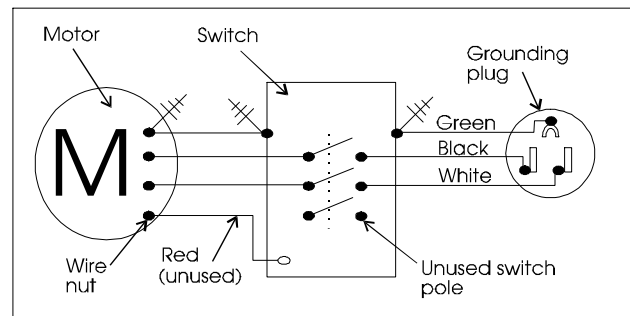 Motor
Switch
Grounding
plug
Green
Black
White
M
Wire
nut
Red
(unused)
Unused switch
pole